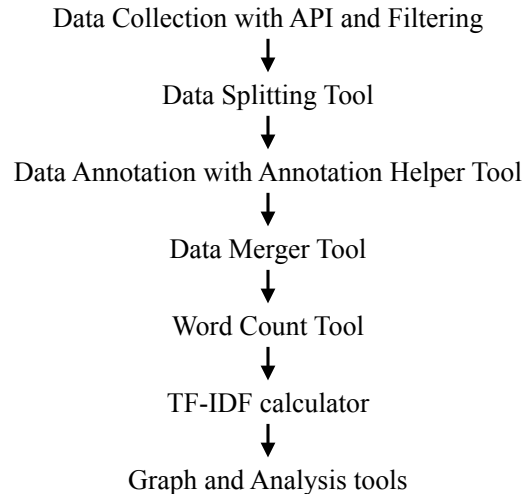 Data Collection with API and Filtering
Data Splitting Tool
Data Annotation with Annotation Helper Tool
Data Merger Tool
Word Count Tool
TF-IDF calculator
Graph and Analysis tools